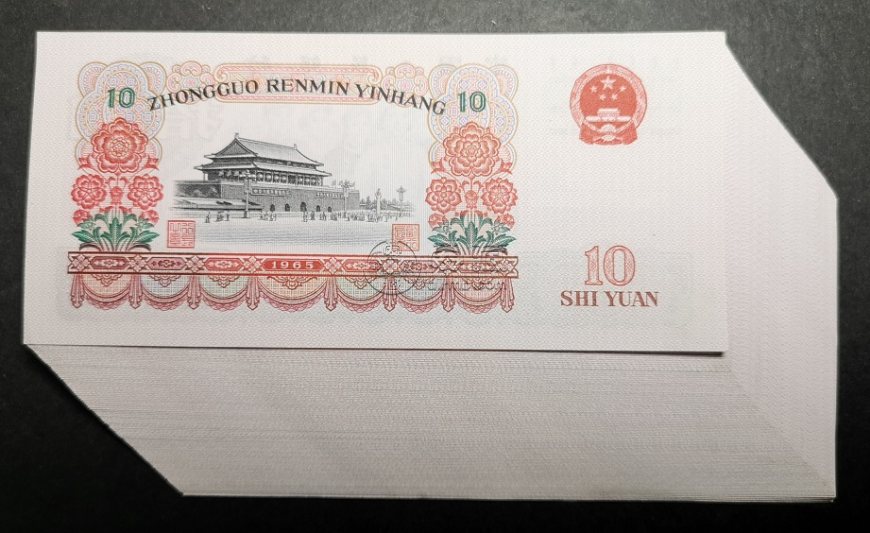 10 ZHONGGUO RENMIN YINHANG 10
1965
10
SHI YUAN